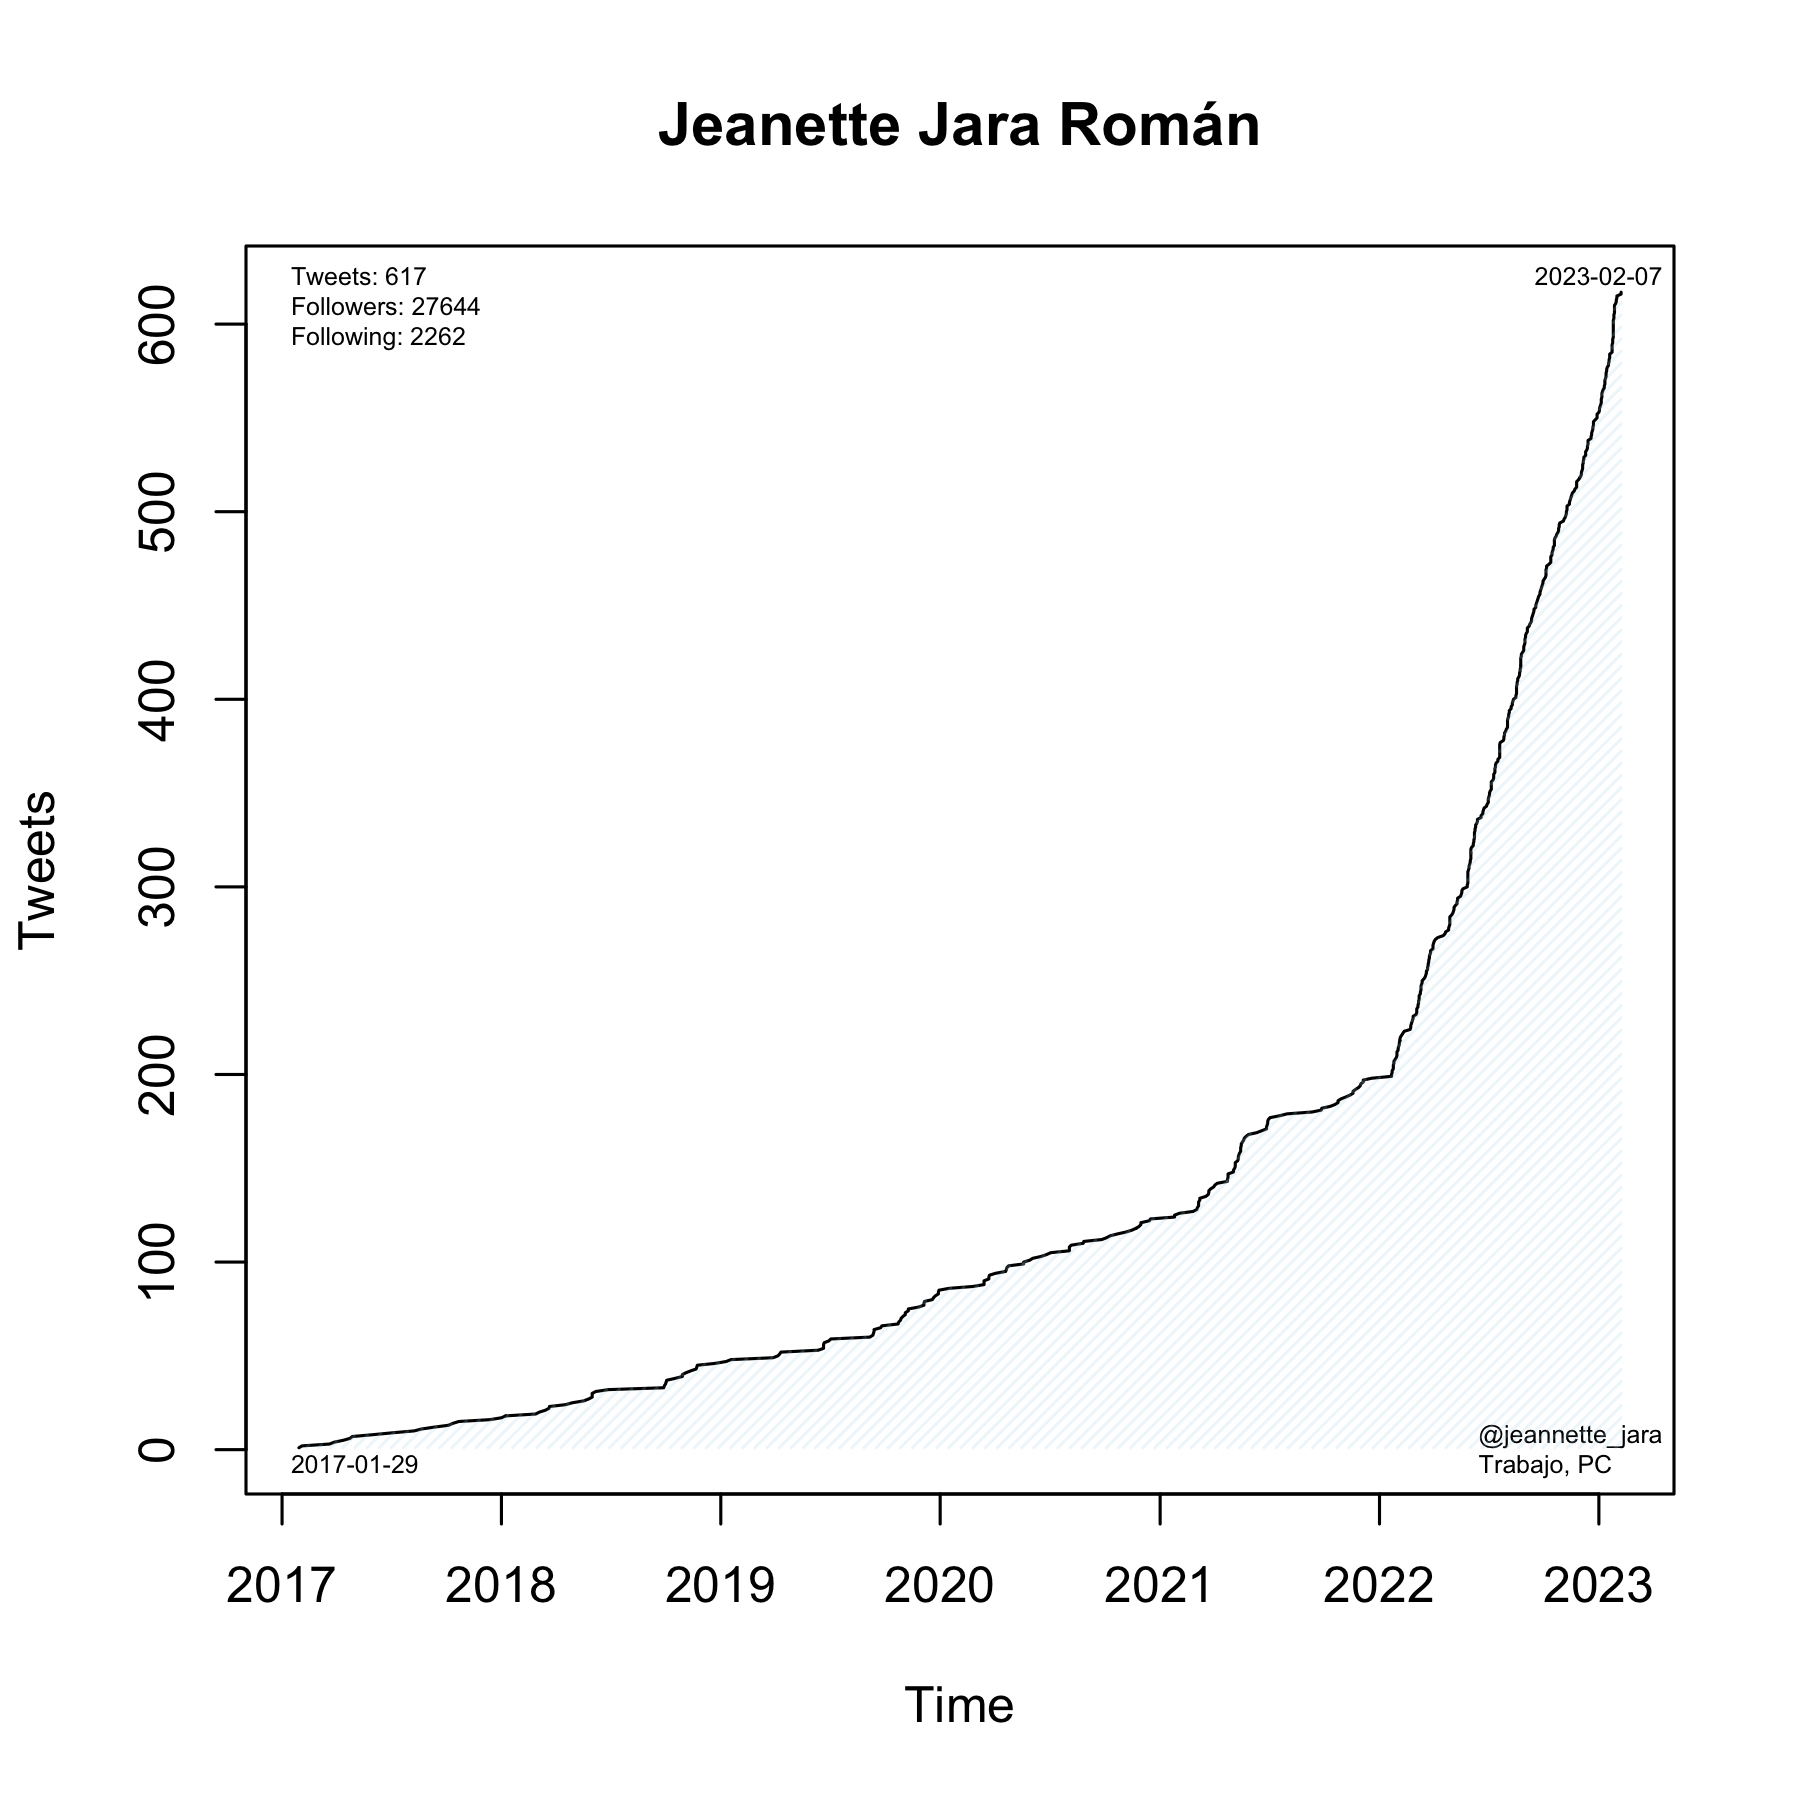 Jeanette Jara Román
Tweets: 617
Followers: 27644
Following: 2262
2023-02-07
600
500
400
300
200
100
0
Tweets
@jeannette_jara
Trabajo, PC
2017-01-29
2017 2018 2019 2020 2021 2022 2023
Time